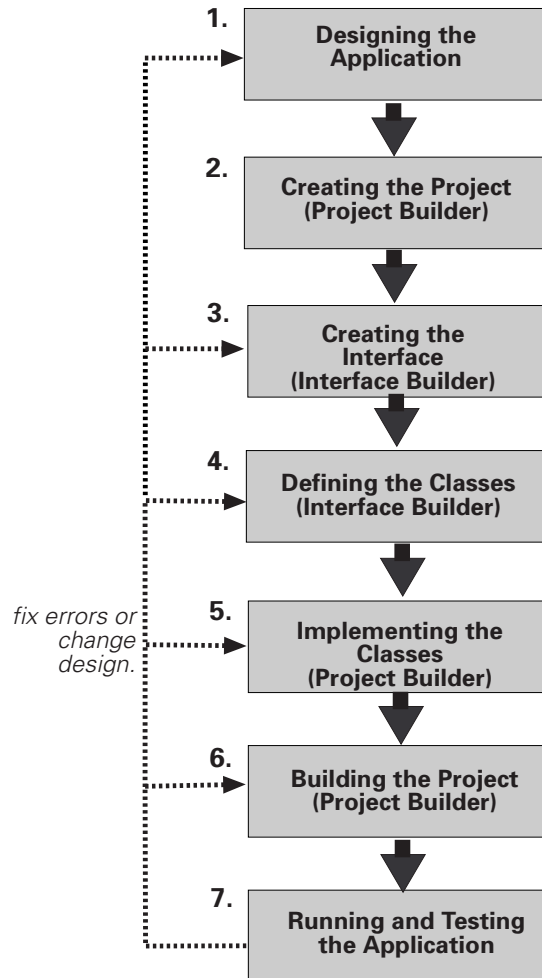 1.
Designing the
Application
2.
Creating the Project
(Project Builder)
3.
Creating the
Interface
(Interface Builder)
4.
Defining the Classes
(Interface Builder)
fix errors or
change
design.
5.
Implementing the
Classes
(Project Builder)
6.
Building the Project
(Project Builder)
7.
Running and Testing
the Application